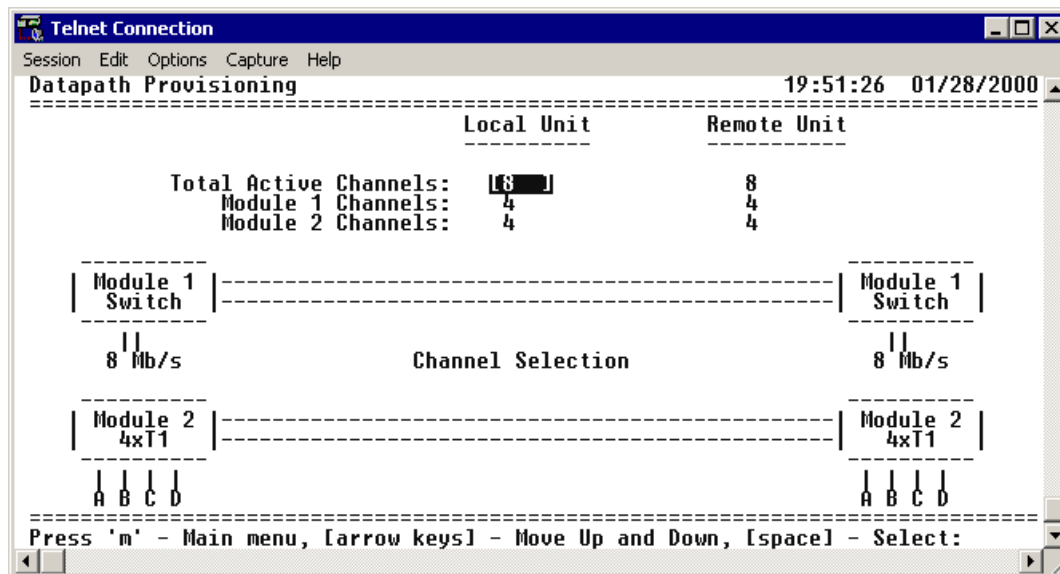 Telnet Connection
Session Edit Options Capture Help
Datapath Provisioning 19:51:26 01/28/2000
Local Unit Remote Unit
Total Active Channels: [8 ] 8
Module 1 Channels: 4 4
Module 2 Channels: 4 4
Module 1 Module 1
Switch Switch
8 Mb/s Channel Selection 8 Mb/s
Module 2 Module 2
4xT1 4xT1
A B C D A B C D
Press 'm' - Main menu, [arrow keys] - Move Up and Down, [space] - Select: